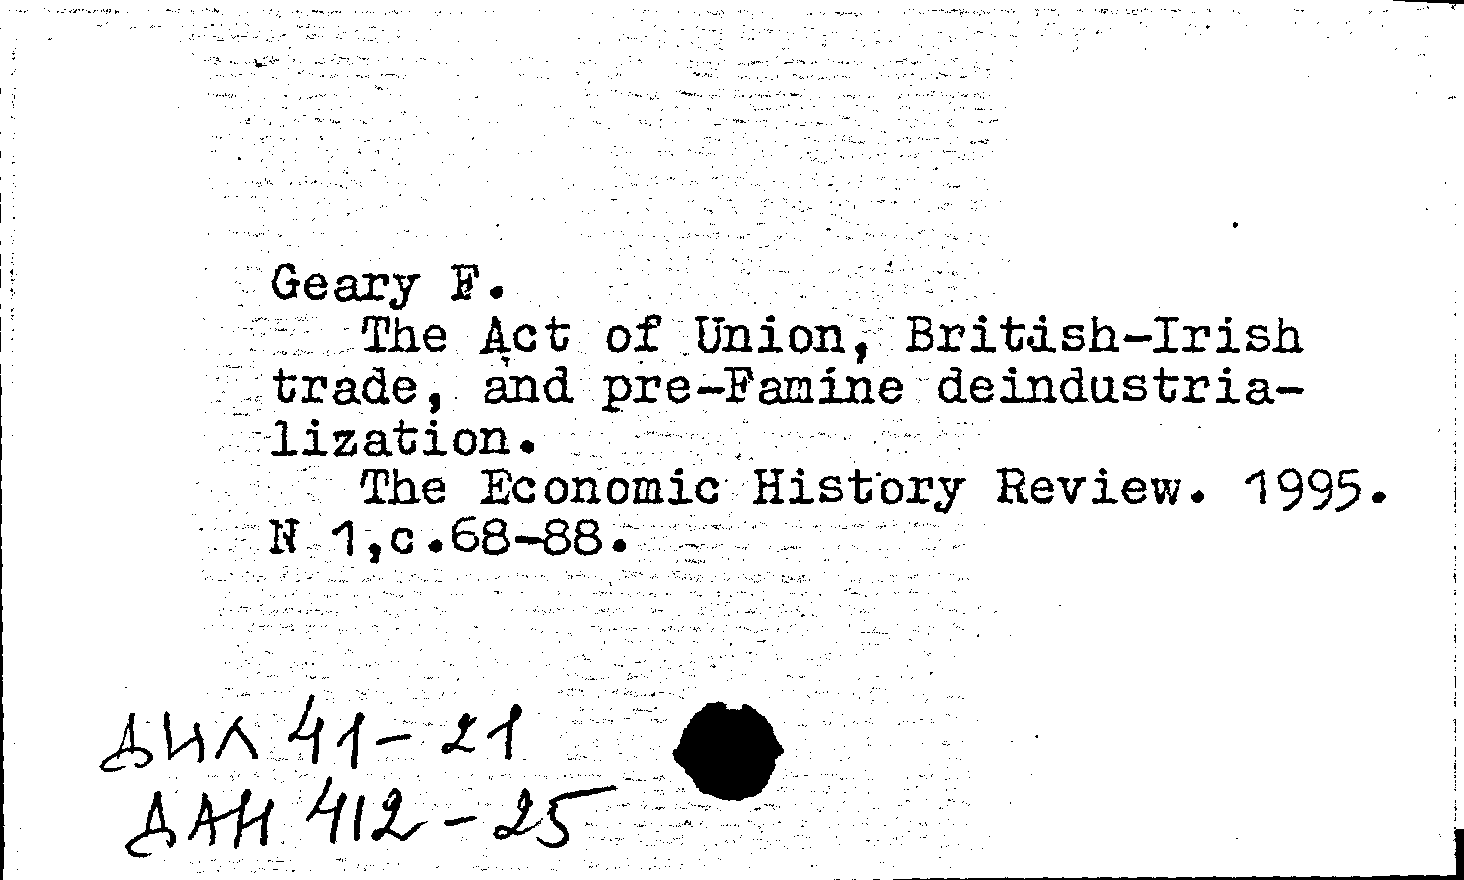 Geary F.
The Act of Union, British-Irish
trade, and pre-Famine deindustria-
lization.
The Economic History Review. 1995.
N 1,c.68-88.
ДИЛ 41-21
ДАН 412-25